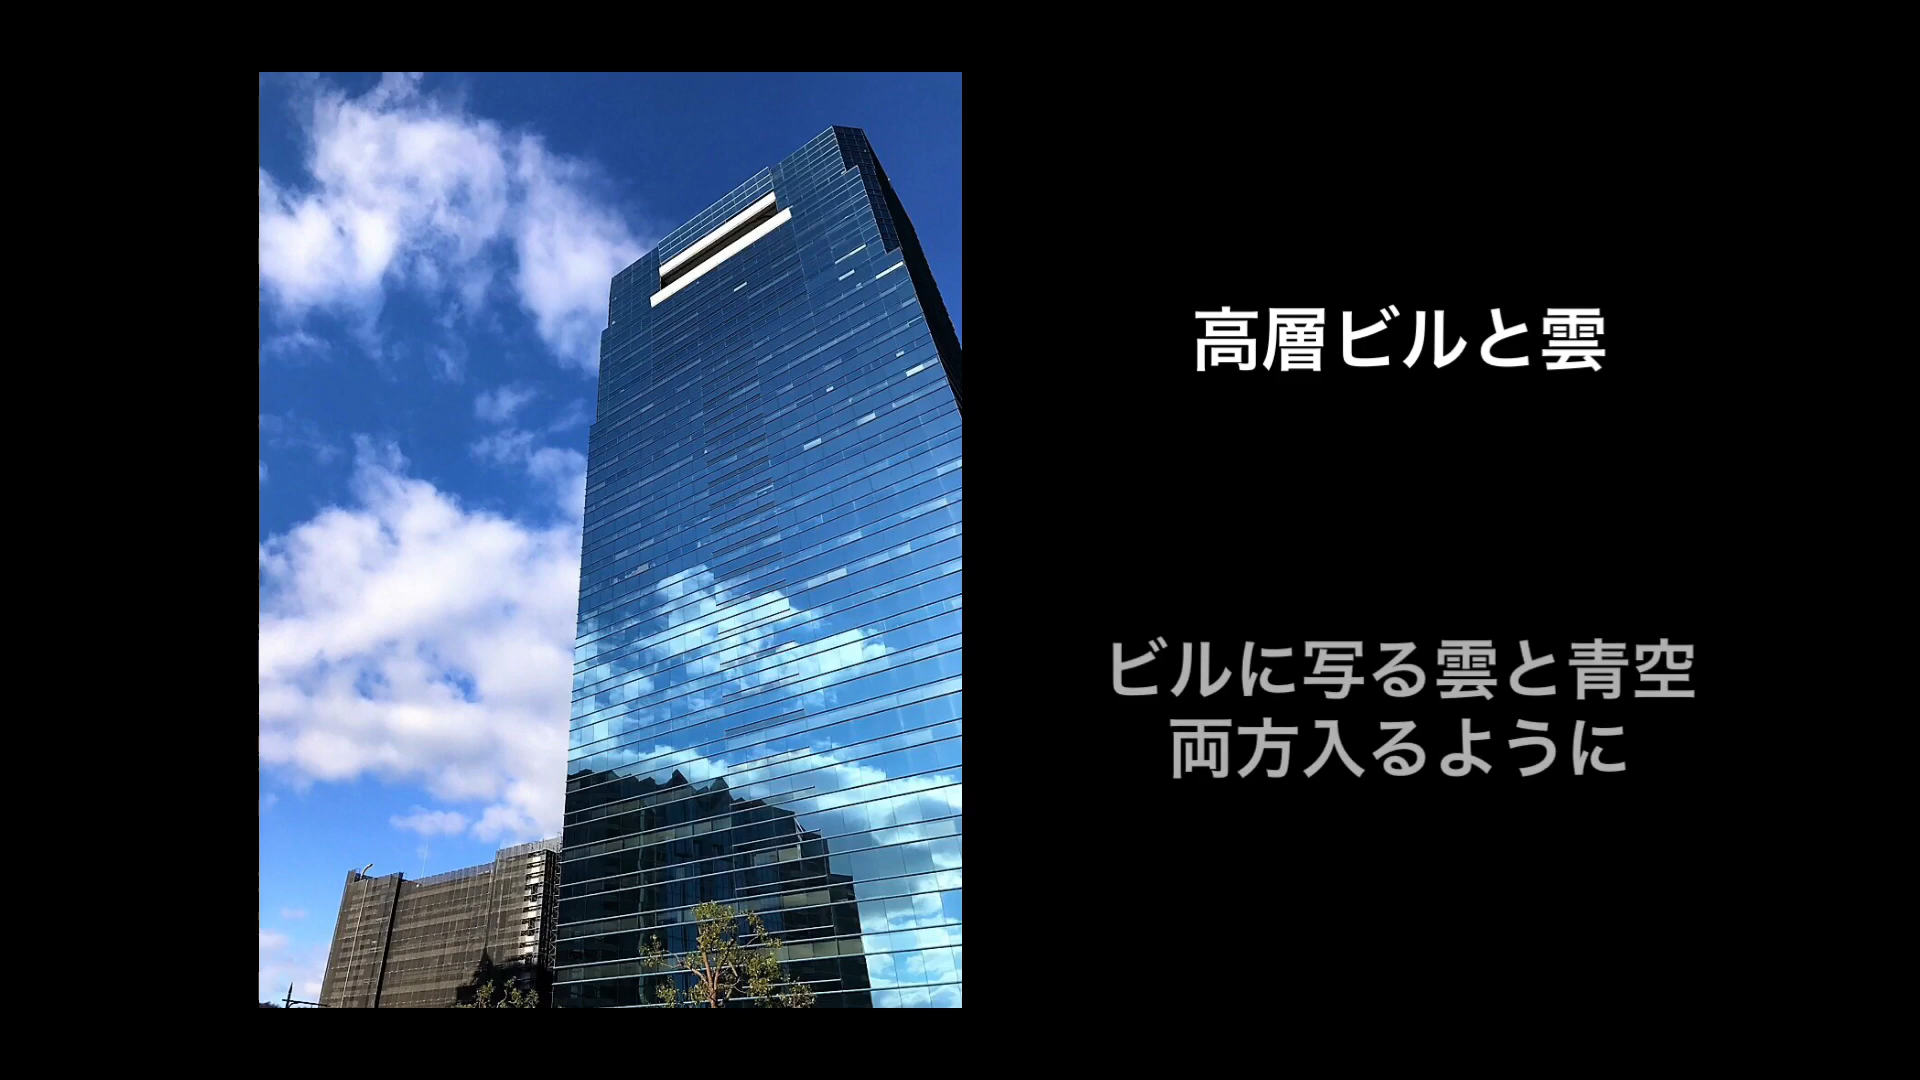 高層ビルと雲
ビルに写る雲と青空
両方入るように